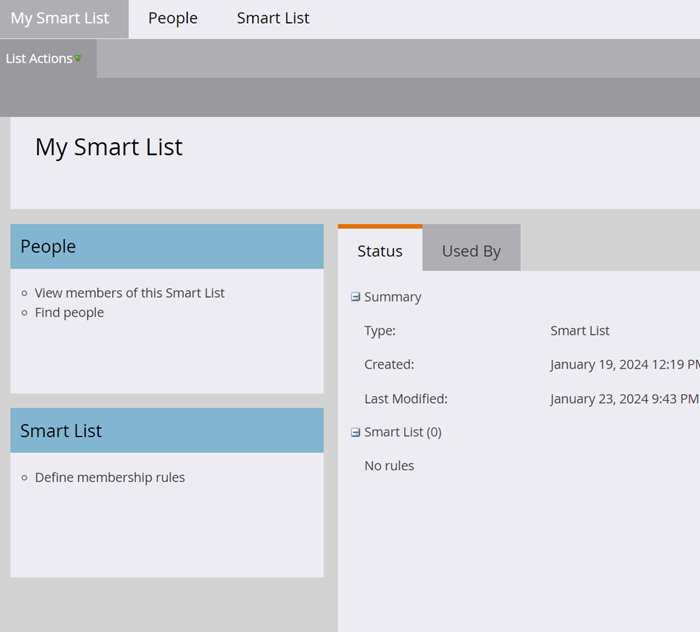 My Smart List People Smart List
List Actions
My Smart List
People
View members of this Smart List
Find people
Smart List
Define membership rules
Status Used By
Summary
Type: Smart List
Created: January 19, 2024 12:19 PM
Last Modified: January 23, 2024 9:43 PM
Smart List (0)
No rules